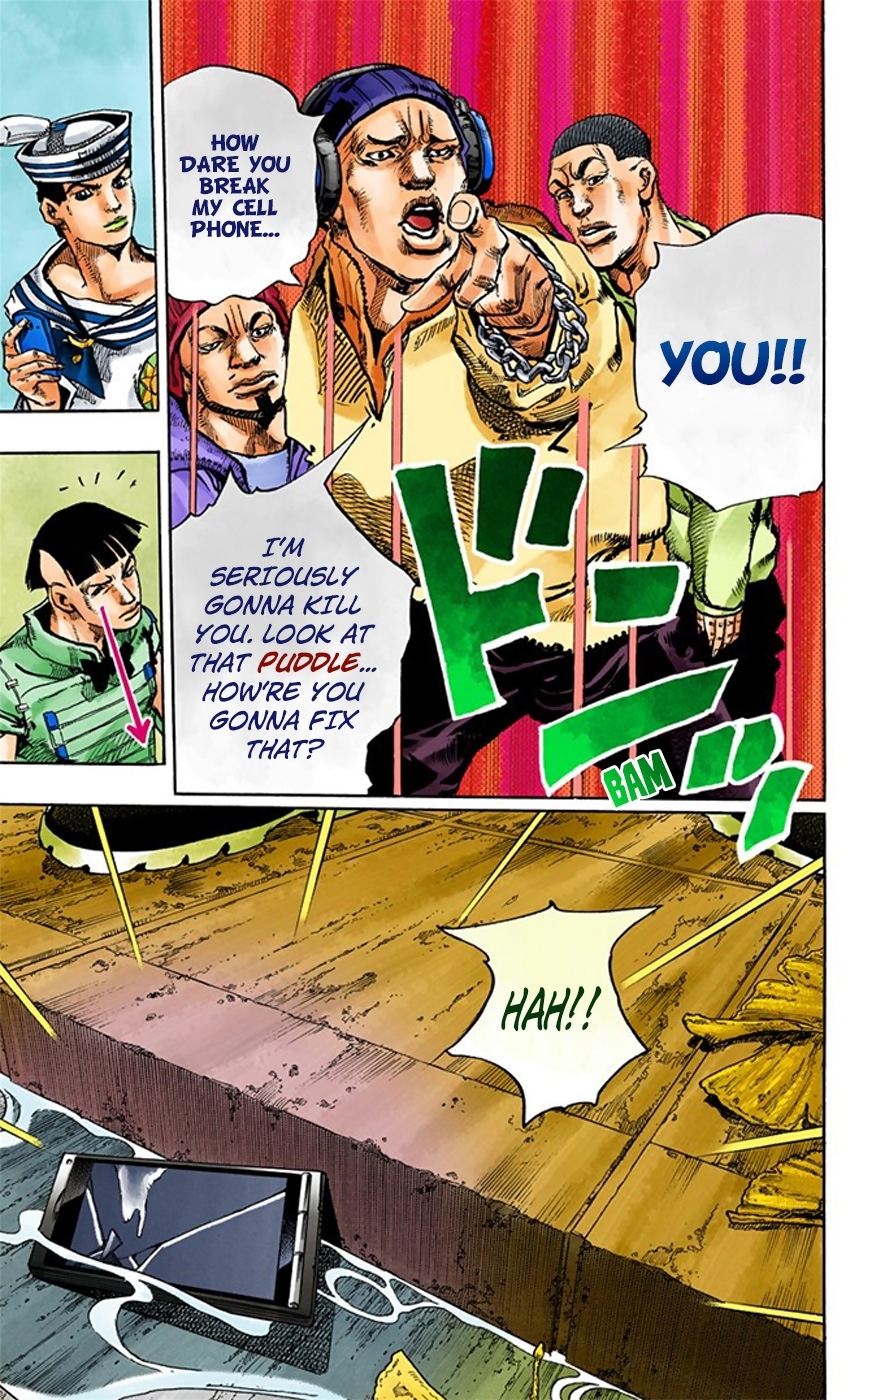 YOU!!
HOW
DARE YOU
BREAK
MY CELL
PHONE...
I'M
SERIOUSLY
GONNA KILL
YOU. LOOK AT
THAT PUDDLE...
HOW'RE YOU
GONNA FIX
THAT?
ドーン
BAM
HAH!!